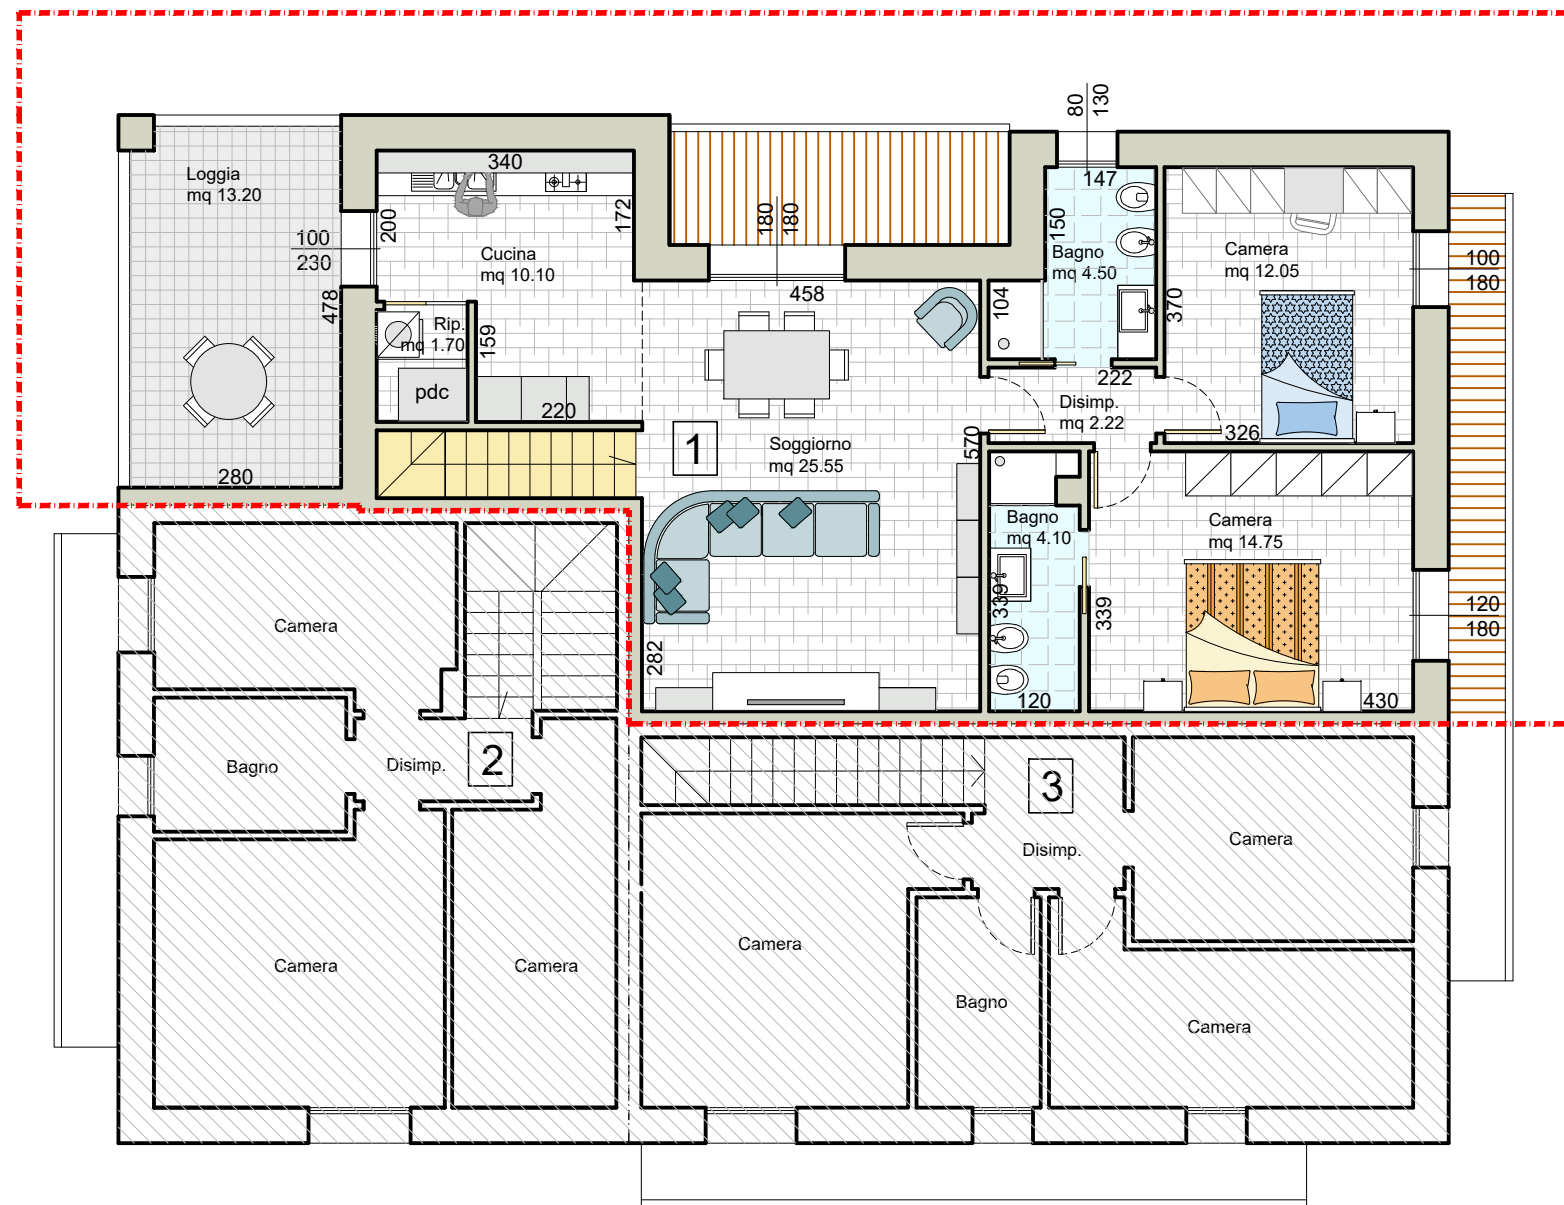 80
130
Loggia
mq 13.20
340
147
172
200
150
180
180
100
230
Cucina
mq 10.10
Bagno
mq 4.50
Camera
mq 12.05
100
180
478
458
104
370
Rip.
mq 1.70
159
pdc
220
222
Disimp.
mq 2.22
326
1
Soggiorno
mq 25.55
570
280
Bagno
mq 4.10
Camera
mq 14.75
339
339
120
180
282
120
430
Camera
Bagno
Disimp.
2
3
Disimp.
Camera
Camera
Camera
Camera
Bagno
Camera